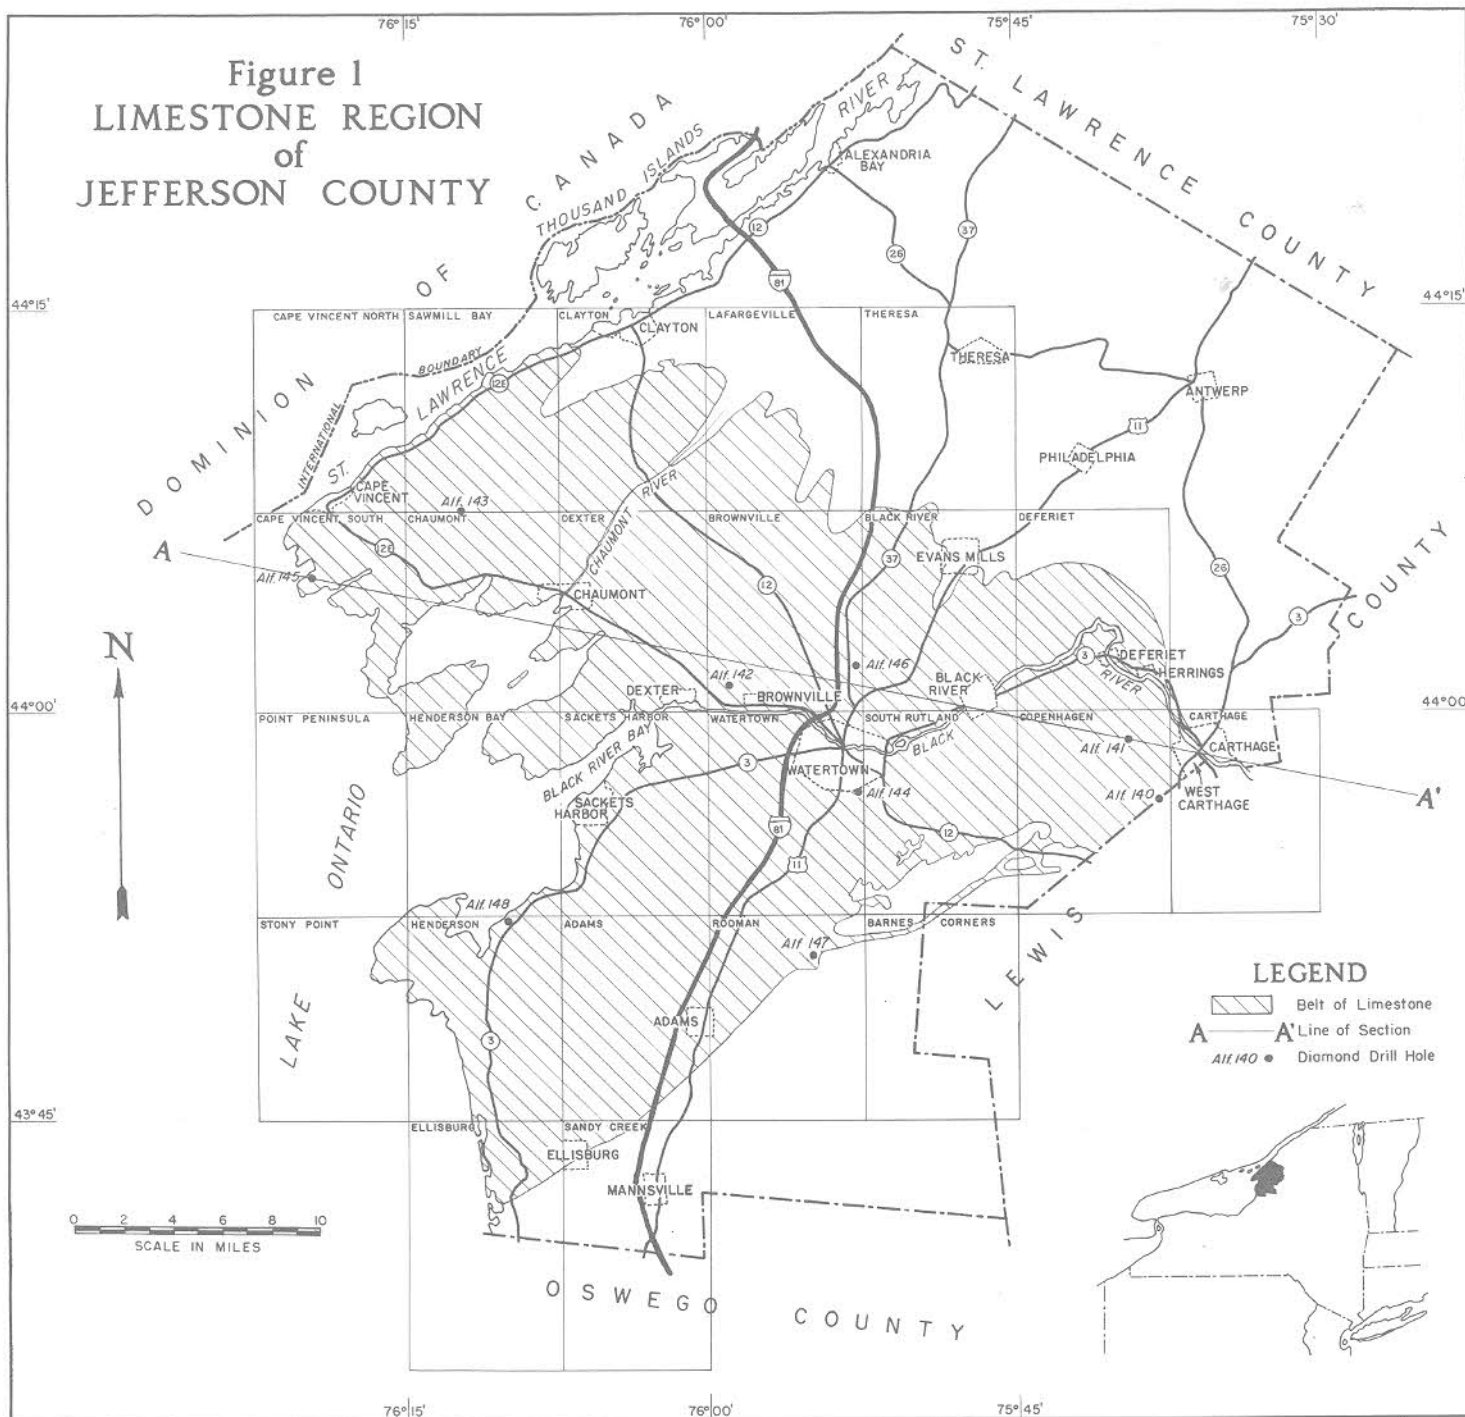 76°15'
76°00'
75°45'
75°30'
Figure 1
LIMESTONE REGION
of
JEFFERSON COUNTY
ST. LAWRENCE COUNTY
DOMINION OF CANADA
THOUSAND ISLANDS
RIVER
ALEXANDRIA
BAY
12
26
37
81
44°15'
44°15'
CAPE VINCENT NORTH
SAWMILL BAY
CLAYTON
LAFARGEVILLE
THERESA
CLAYTON
INTERNATIONAL BOUNDARY
ST. LAWRENCE
12E
THERESA
ANTWERP
11
PHILADELPHIA
CAPE
VINCENT
Alf. 143
CHAUMONT RIVER
CAPE VINCENT SOUTH
CHAUMONT
DEXTER
BROWNVILLE
BLACK RIVER
DEFERIET
A
12E
Alf. 145
CHAUMONT
12
37
EVANS MILLS
26
3
COUNTY
N
Alf. 142
Alf. 146
DEXTER
BROWNVILLE
BLACK
RIVER
3
DEFERIET
HERRINGS
RIVER
44°00'
44°00'
POINT PENINSULA
HENDERSON BAY
SACKETS HARBOR
WATERTOWN
SOUTH RUTLAND
COPENHAGEN
CARTHAGE
BLACK
BLACK RIVER BAY
Alf. 141
CARTHAGE
3
WATERTOWN
Alf. 144
Alf. 140
WEST
CARTHAGE
A'
SACKETS
HARBOR
81
11
12
LAKE ONTARIO
Alf. 148
STONY POINT
HENDERSON
ADAMS
RODMAN
BARNES CORNERS
Alf. 147
LEWIS
ADAMS
3
LEGEND
Belt of Limestone
A A' Line of Section
Alf. 140 Diamond Drill Hole
43°45'
ELLISBURG
SANDY CREEK
ELLISBURG
MANNSVILLE
0 2 4 6 8 10
SCALE IN MILES
OSWEGO COUNTY
76°15'
76°00'
75°45'